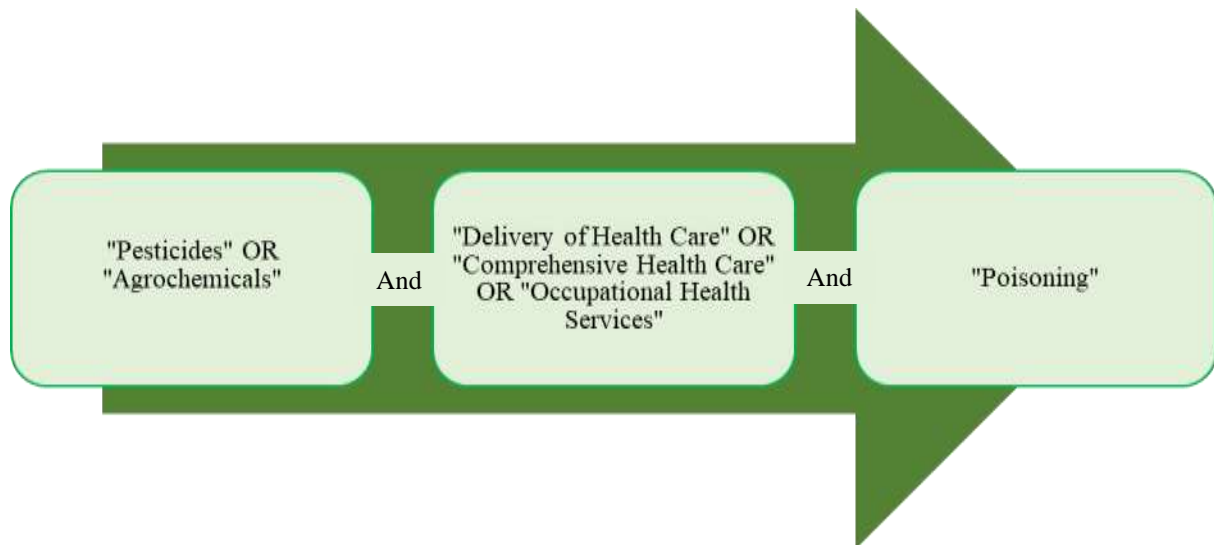 "Pesticides" OR
"Agrochemicals"
And
"Delivery of Health Care" OR
"Comprehensive Health Care"
OR "Occupational Health
Services"
And
"Poisoning"